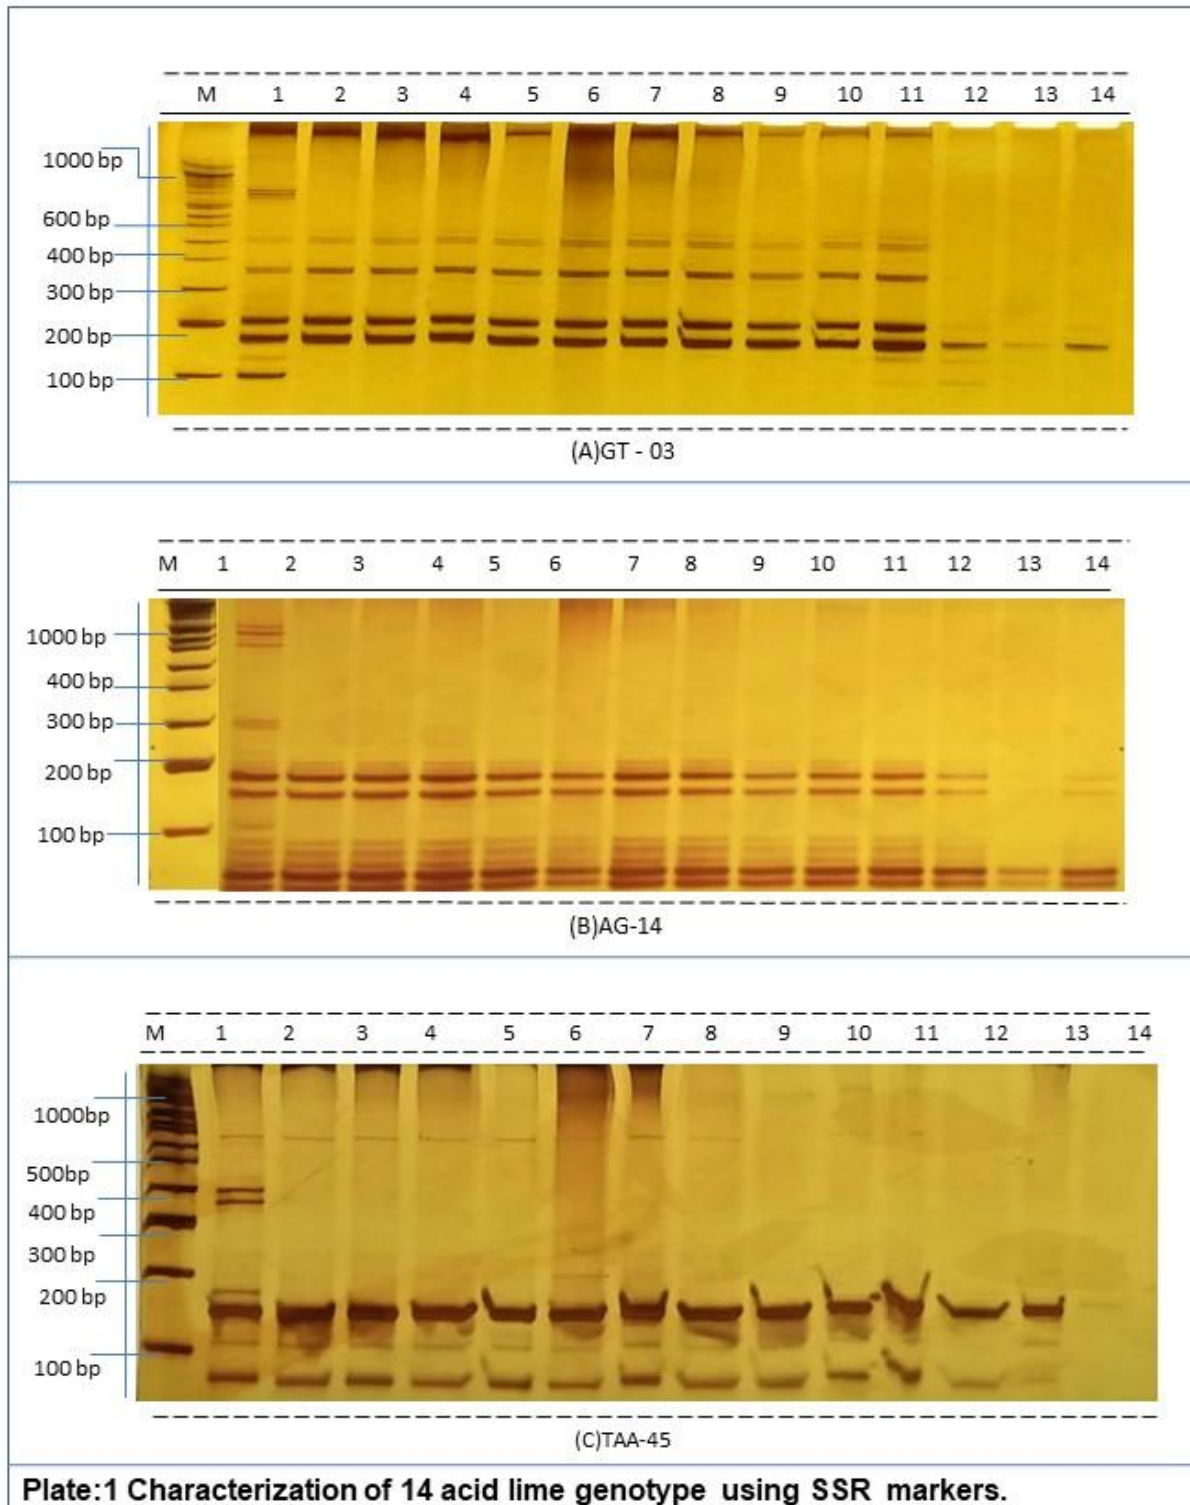 M 1 2 3 4 5 6 7 8 9 10 11 12 13 14
1000 bp
600 bp
400 bp
300 bp
200 bp
100 bp
(A)GT - 03
M 1 2 3 4 5 6 7 8 9 10 11 12 13 14
1000 bp
400 bp
300 bp
200 bp
100 bp
(B)AG-14
M 1 2 3 4 5 6 7 8 9 10 11 12 13 14
1000bp
500bp
400 bp
300 bp
200 bp
100 bp
(C)TAA-45
Plate:1 Characterization of 14 acid lime genotype using SSR markers.